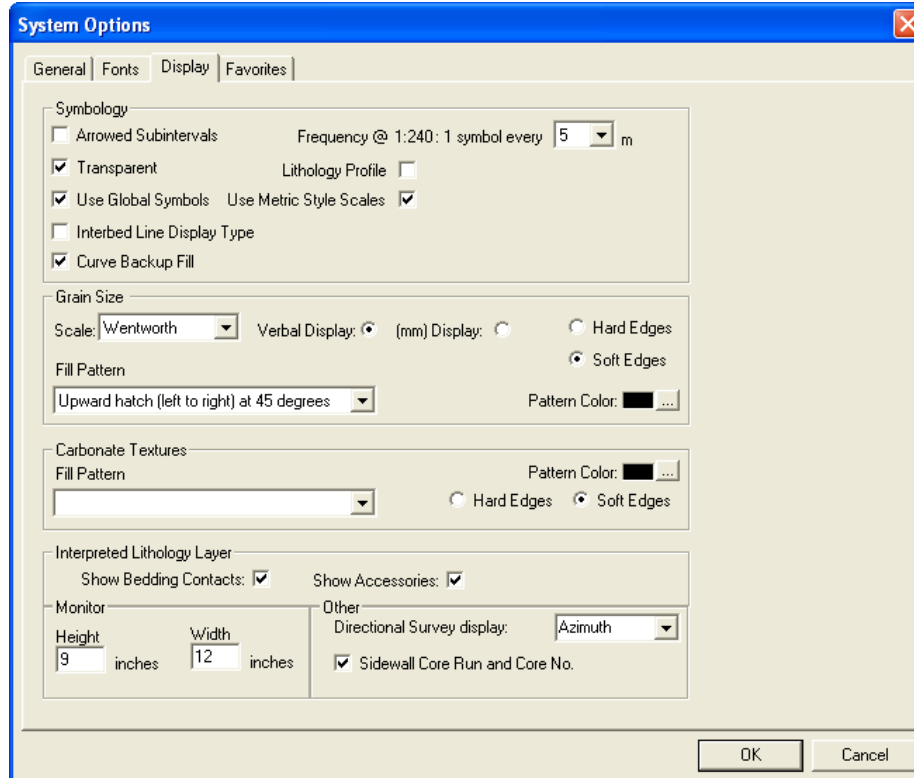 System Options
General Fonts Display Favorites
Symbology
Arrowed Subintervals Frequency @ 1:240: 1 symbol every 5 m
Transparent Lithology Profile
Use Global Symbols Use Metric Style Scales
Interbed Line Display Type
Curve Backup Fill
Grain Size
Scale: Wentworth Verbal Display: (mm) Display: Hard Edges
Soft Edges
Fill Pattern
Upward hatch (left to right) at 45 degrees Pattern Color: ...
Carbonate Textures
Fill Pattern Pattern Color: ...
Hard Edges Soft Edges
Interpreted Lithology Layer
Show Bedding Contacts: Show Accessories:
Monitor Other
Height Width Directional Survey display: Azimuth
9 inches 12 inches Sidewall Core Run and Core No.
OK Cancel